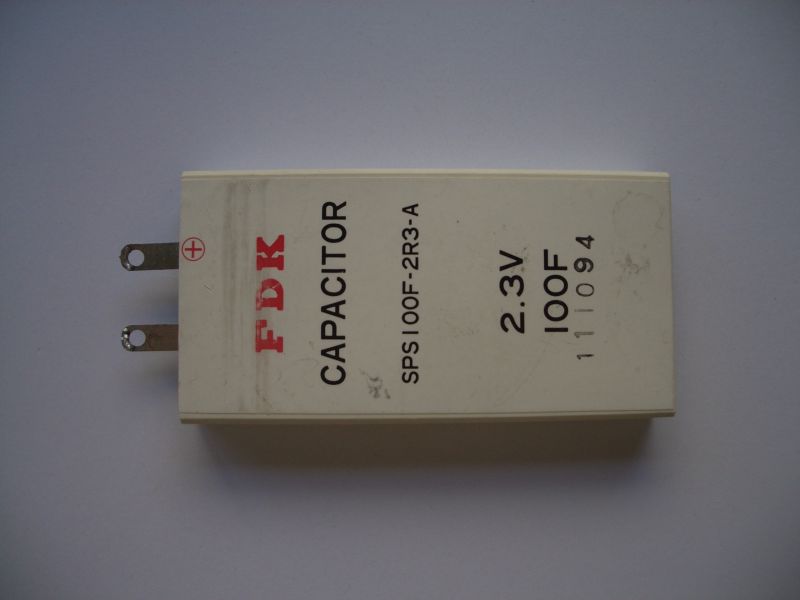 +
FDK
CAPACITOR
SPS100F-2R3-A
2.3V
100F
111094